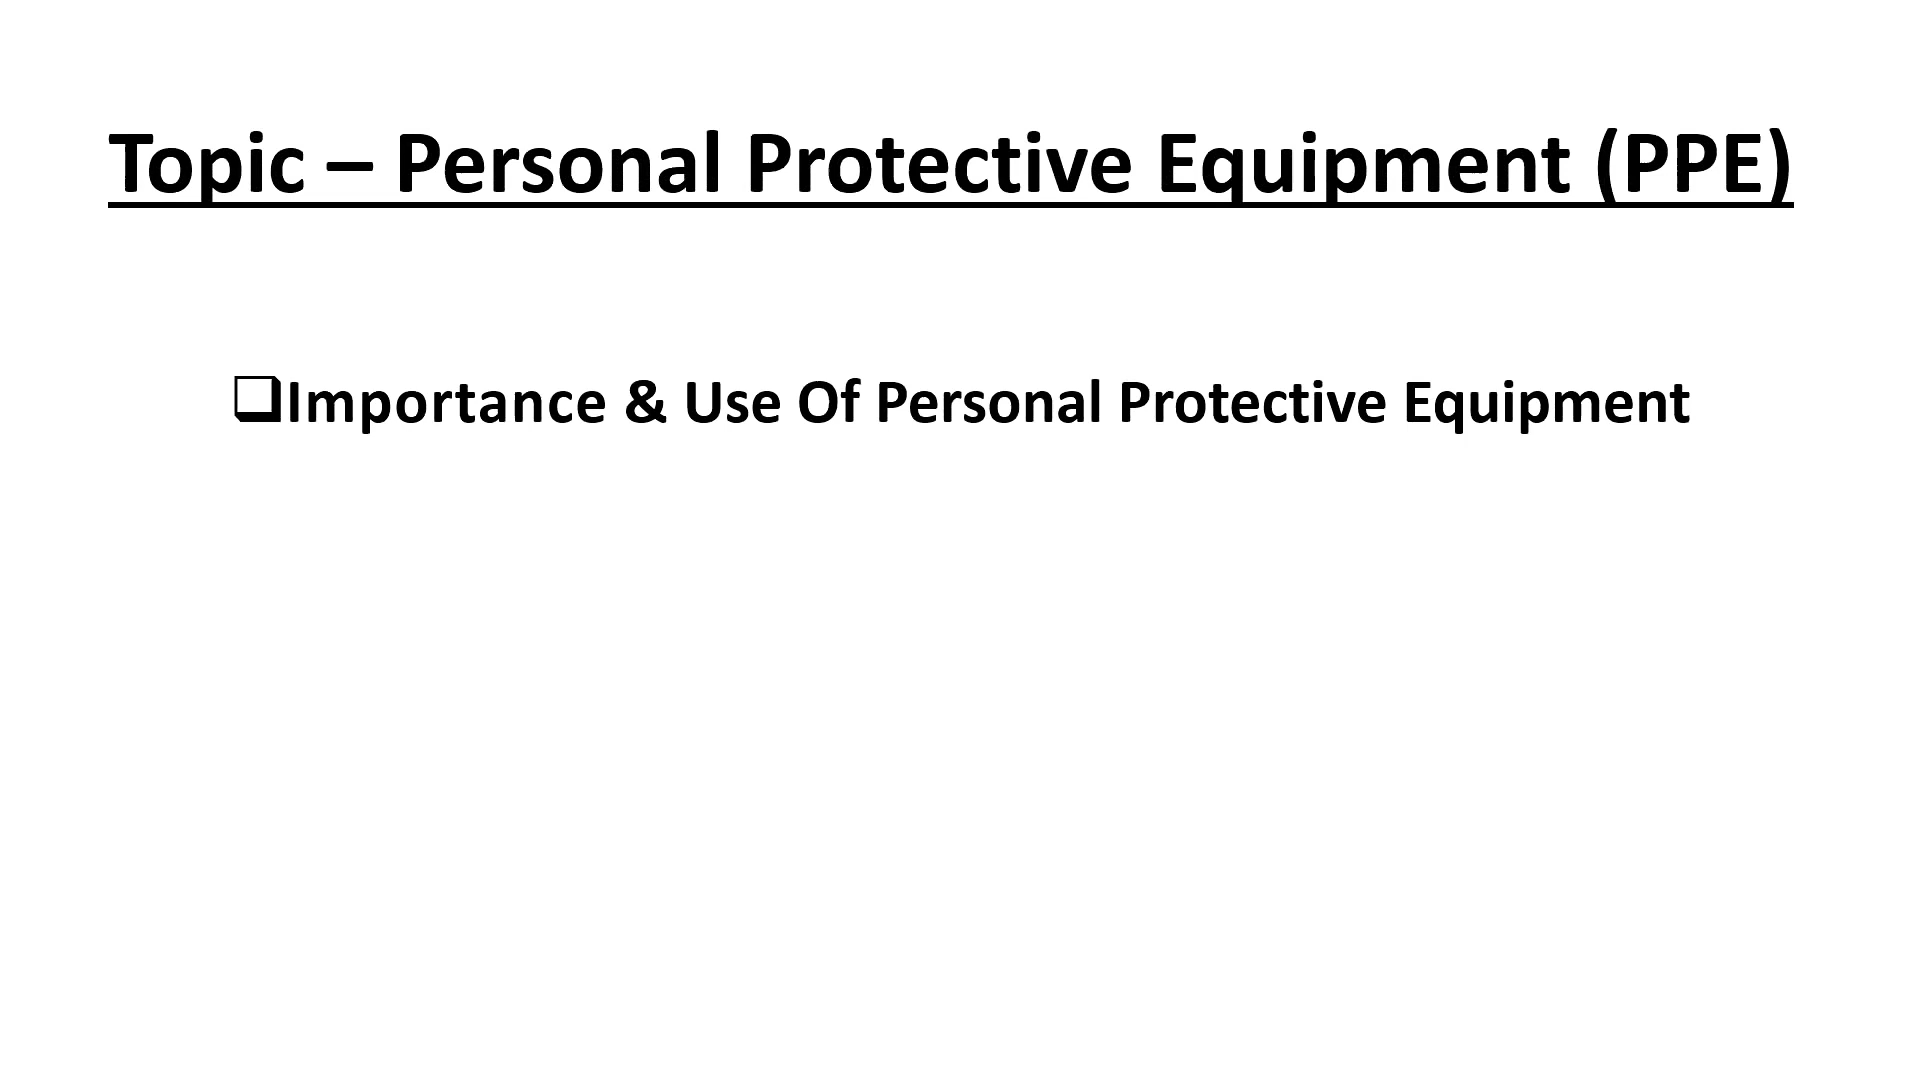 Topic – Personal Protective Equipment (PPE)
❑Importance & Use Of Personal Protective Equipment